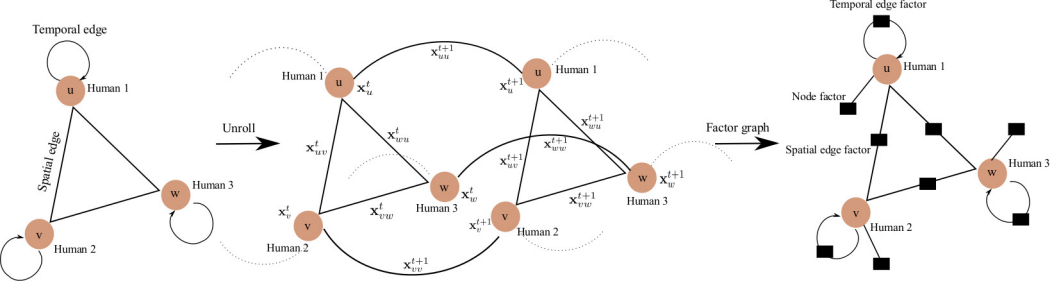 Temporal edge
u
Human 1
Spatial edge
Human 3
w
v
Human 2
Unroll
x_{uu}^{t+1}
Human 1
u
x_u^t
x_{uv}^t
x_{wu}^t
w
x_w^t
Human 3
x_v^t
x_{vw}^t
v
Human 2
x_{vv}^{t+1}
u
Human 1
x_u^{t+1}
x_{wu}^{t+1}
x_{ww}^{t+1}
x_{uv}^{t+1}
w
x_w^{t+1}
Human 3
x_{vw}^{t+1}
x_v^{t+1}
v
Human 2
Factor graph
Temporal edge factor
u
Human 1
Node factor
Spatial edge factor
Human 3
w
v
Human 2